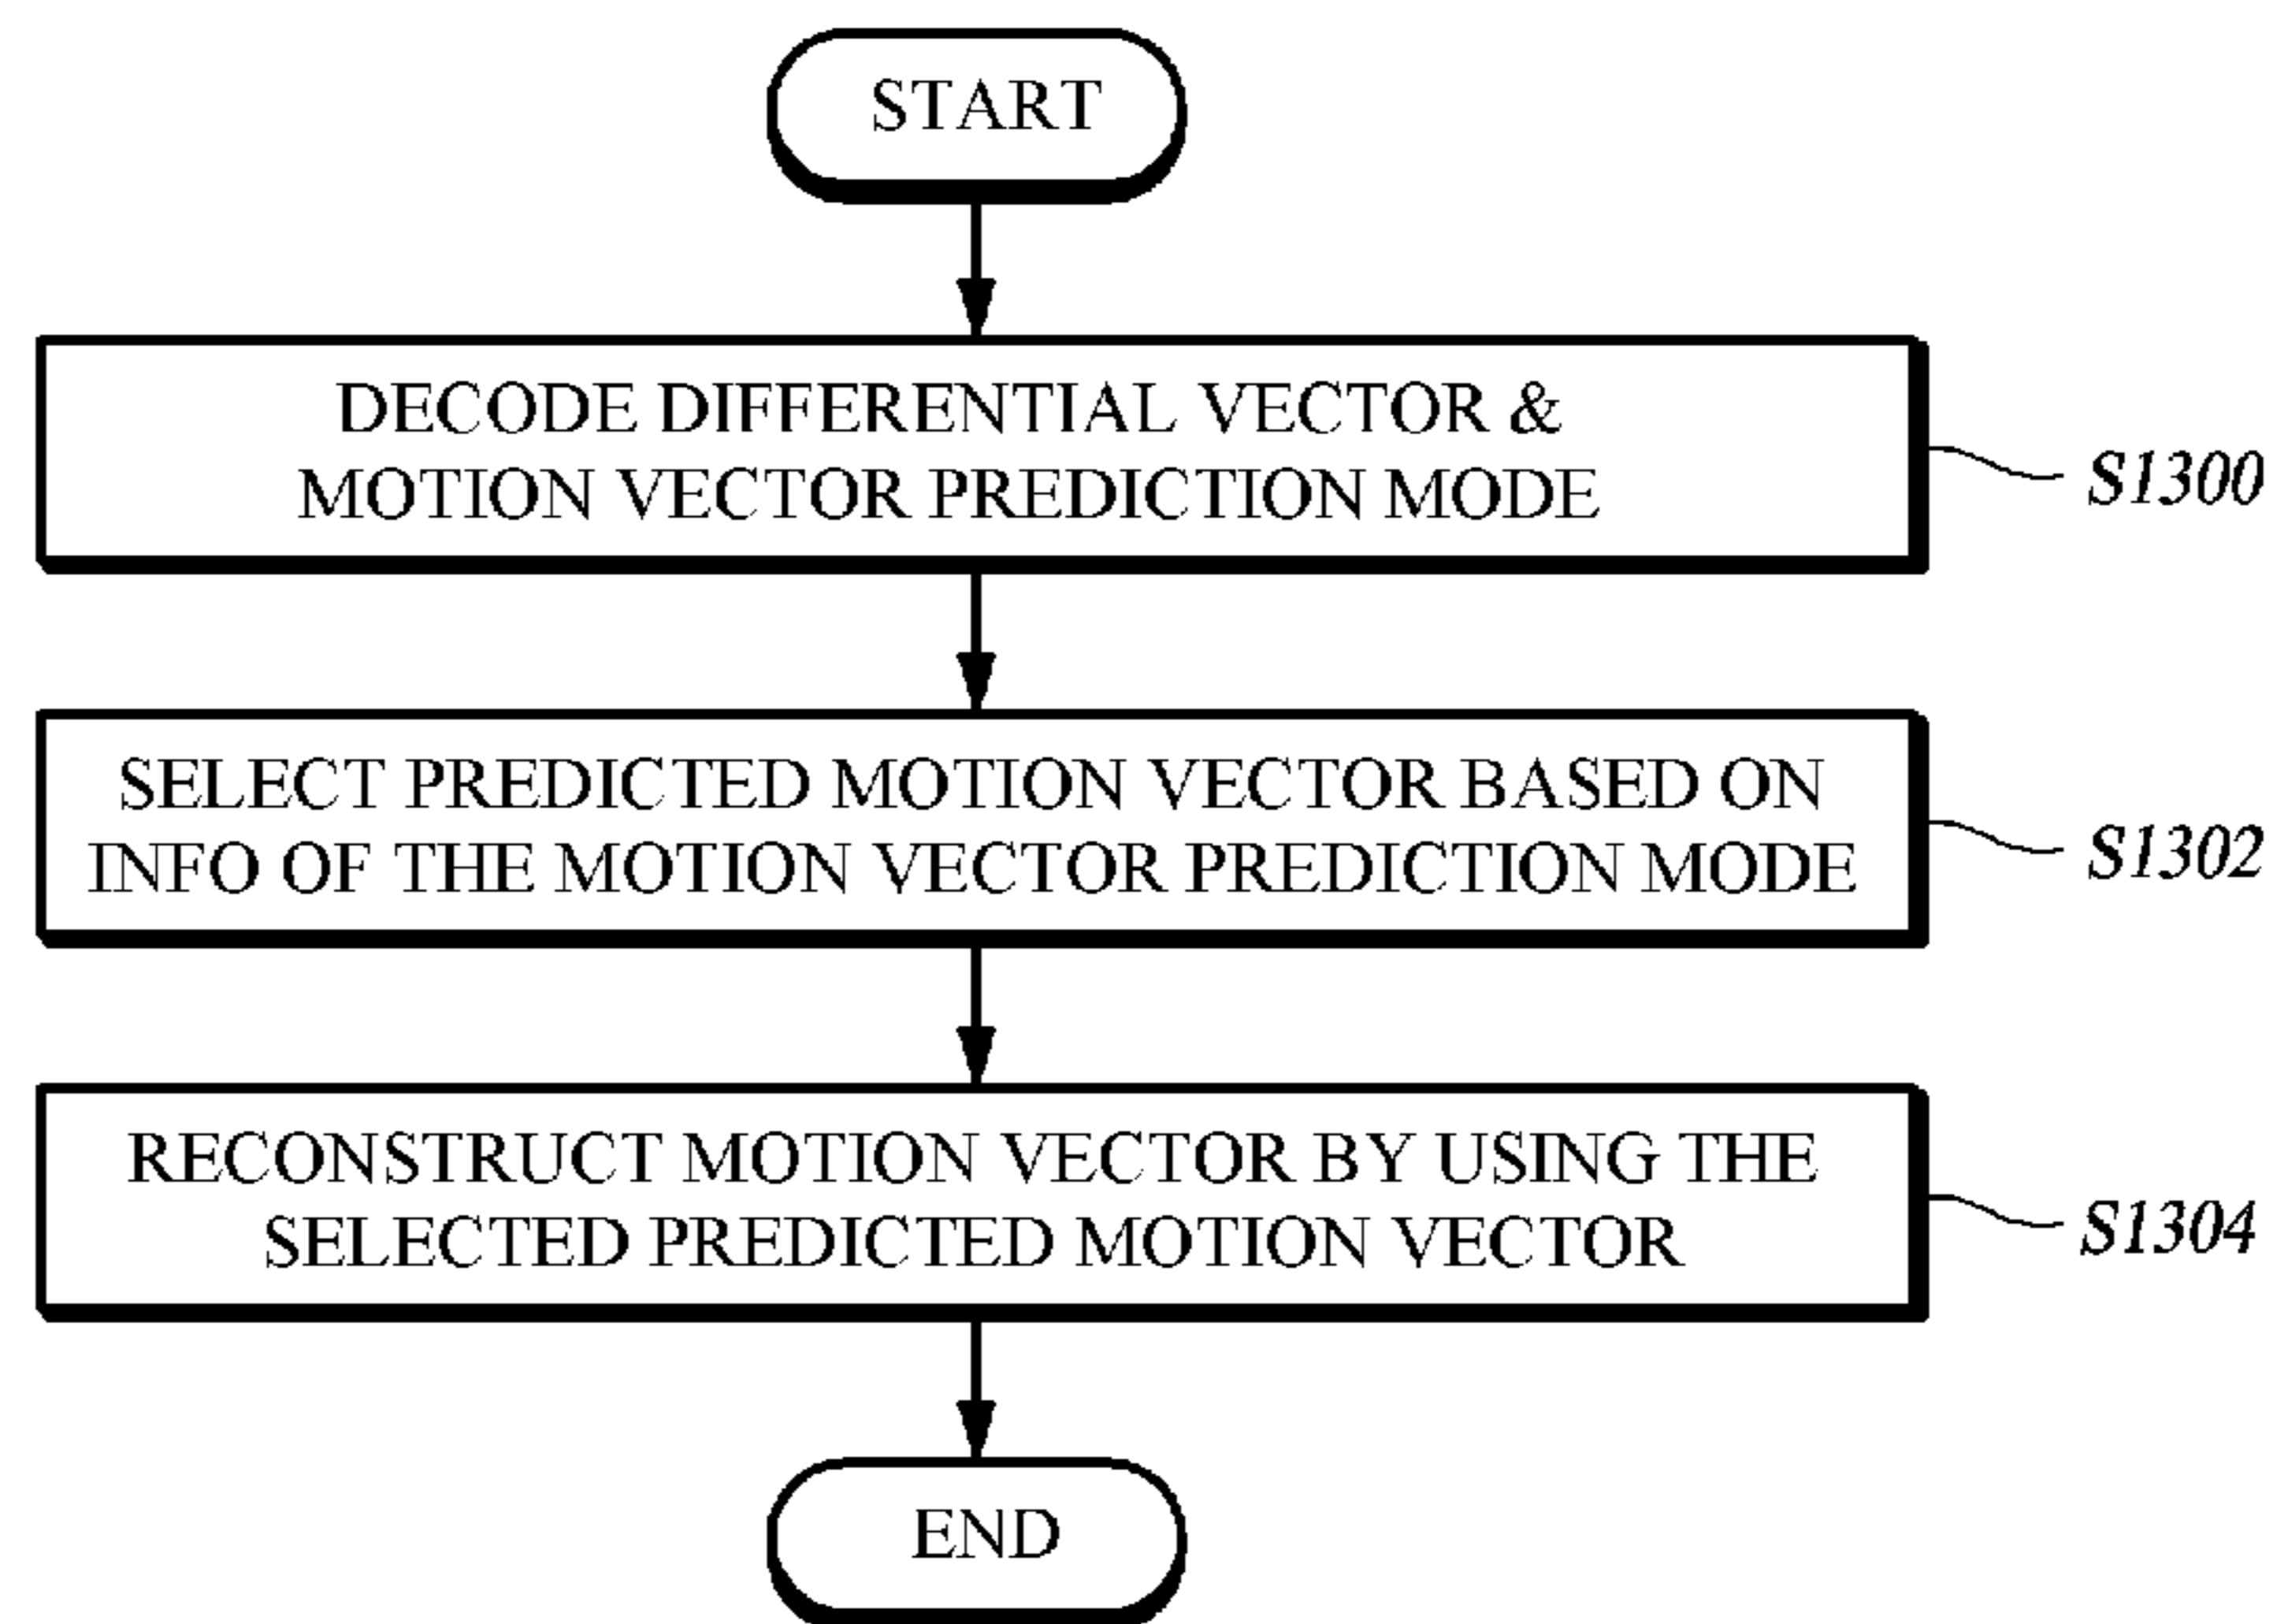 START
DECODE DIFFERENTIAL VECTOR &
MOTION VECTOR PREDICTION MODE
S1300
SELECT PREDICTED MOTION VECTOR BASED ON
INFO OF THE MOTION VECTOR PREDICTION MODE
S1302
RECONSTRUCT MOTION VECTOR BY USING THE
SELECTED PREDICTED MOTION VECTOR
S1304
END